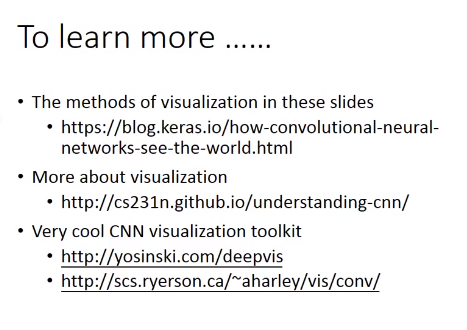 To learn more ……
• The methods of visualization in these slides
• https://blog.keras.io/how-convolutional-neural-
networks-see-the-world.html
• More about visualization
• http://cs231n.github.io/understanding-cnn/
• Very cool CNN visualization toolkit
• http://yosinski.com/deepvis
• http://scs.ryerson.ca/~aharley/vis/conv/